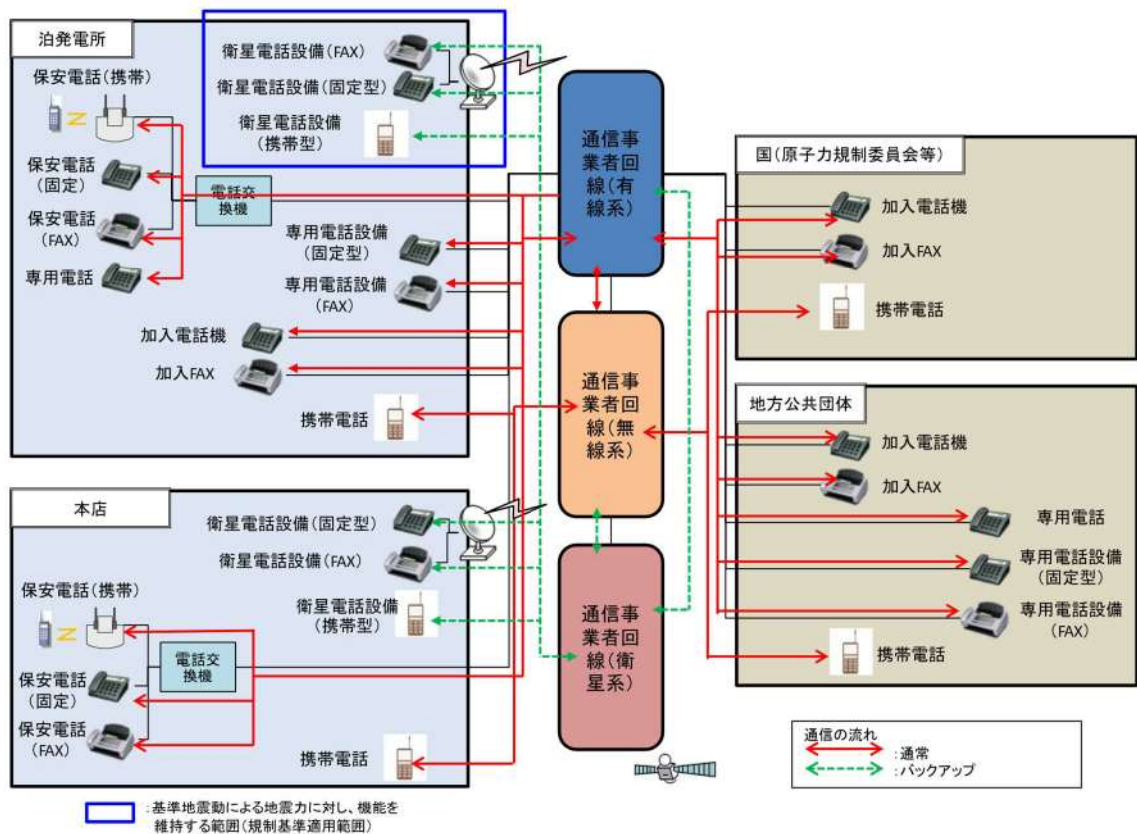 泊発電所
衛星電話設備(FAX)
衛星電話設備(固定型)
衛星電話設備
(携帯型)
保安電話(携帯)
保安電話
(固定)
電話交
換機
保安電話
(FAX)
専用電話
専用電話設備
(固定型)
専用電話設備
(FAX)
加入電話機
加入FAX
携帯電話
本店
衛星電話設備(固定型)
衛星電話設備(FAX)
衛星電話設備
(携帯型)
保安電話(携帯)
電話交
換機
保安電話
(固定)
保安電話
(FAX)
携帯電話
通信事
業者回
線(有
線系)
通信事
業者回
線(無
線系)
通信事
業者回
線(衛
星系)
国(原子力規制委員会等)
加入電話機
加入FAX
携帯電話
地方公共団体
加入電話機
加入FAX
専用電話
専用電話設備
(固定型)
専用電話設備
(FAX)
携帯電話
通信の流れ
:通常
:バックアップ
:基準地震動による地震力に対し、機能を
維持する範囲(規制基準適用範囲)